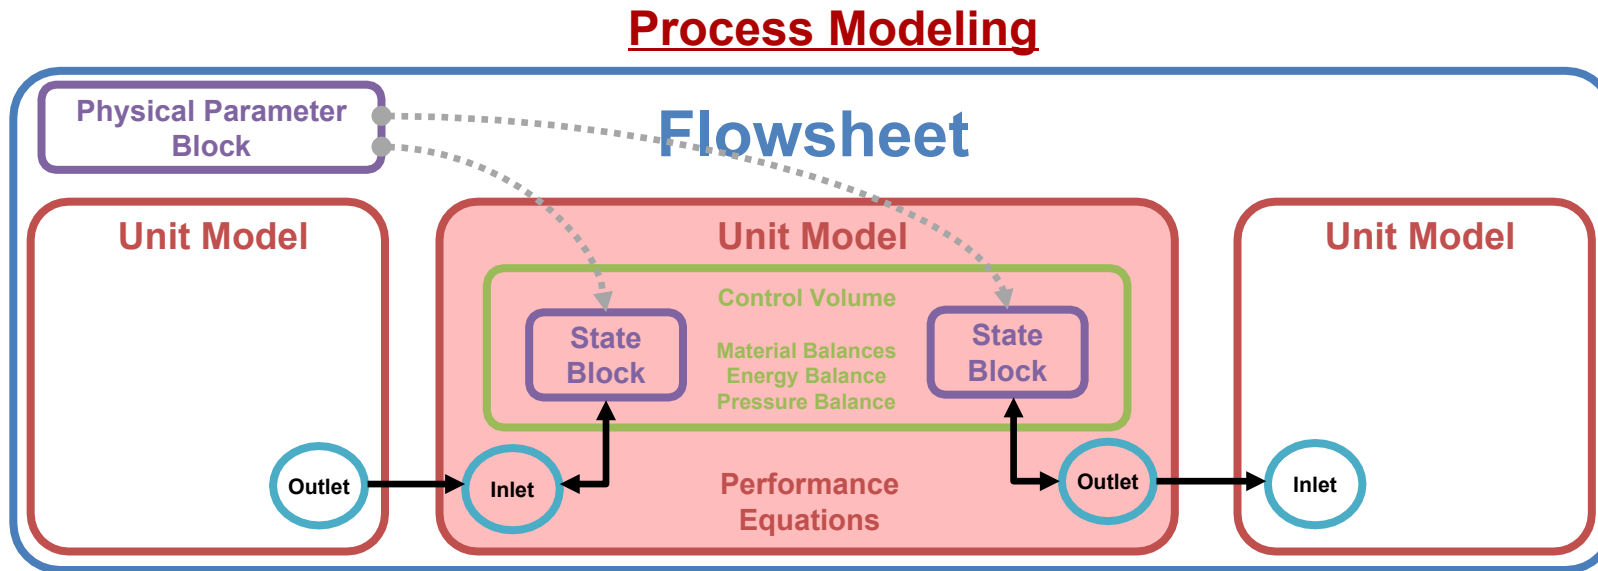 Process Modeling
Physical Parameter
Block
Flowsheet
Unit Model
Unit Model
Unit Model
Control Volume
State
Block
State
Block
Material Balances
Energy Balance
Pressure Balance
Outlet
Inlet
Performance
Equations
Outlet
Inlet